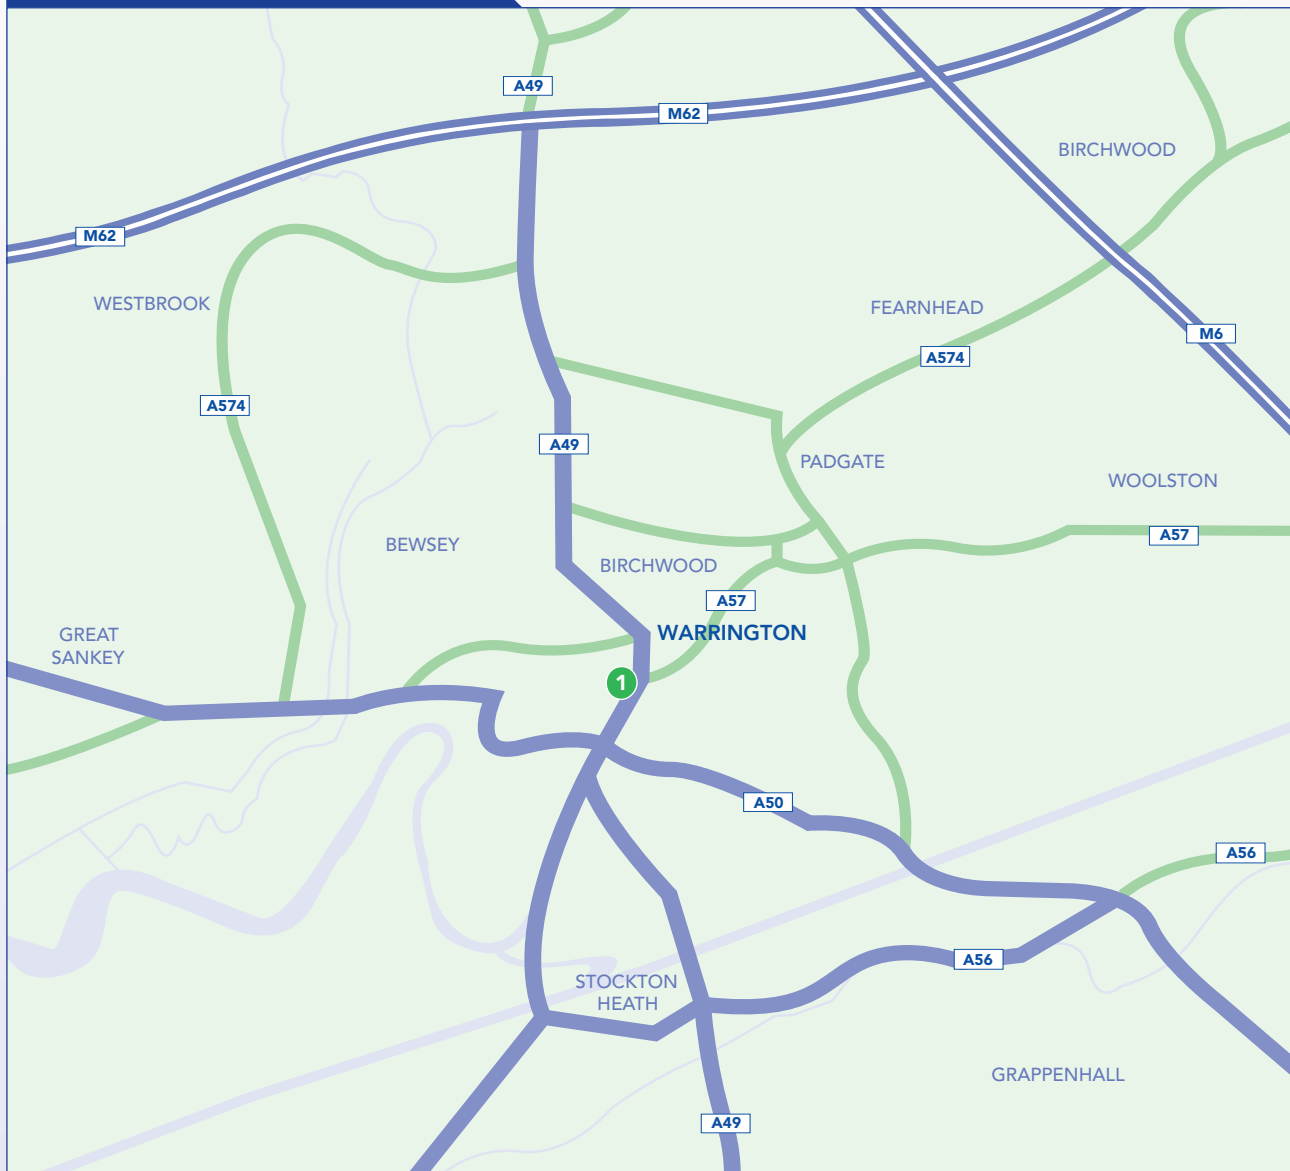 A49
M62
BIRCHWOOD
M62
WESTBROOK
FEARNHEAD
M6
A574
A574
A49
PADGATE
WOOLSTON
A57
BEWSEY
BIRCHWOOD
A57
WARRINGTON
GREAT
SANKEY
1
A50
A56
A56
STOCKTON
HEATH
GRAPPENHALL
A49